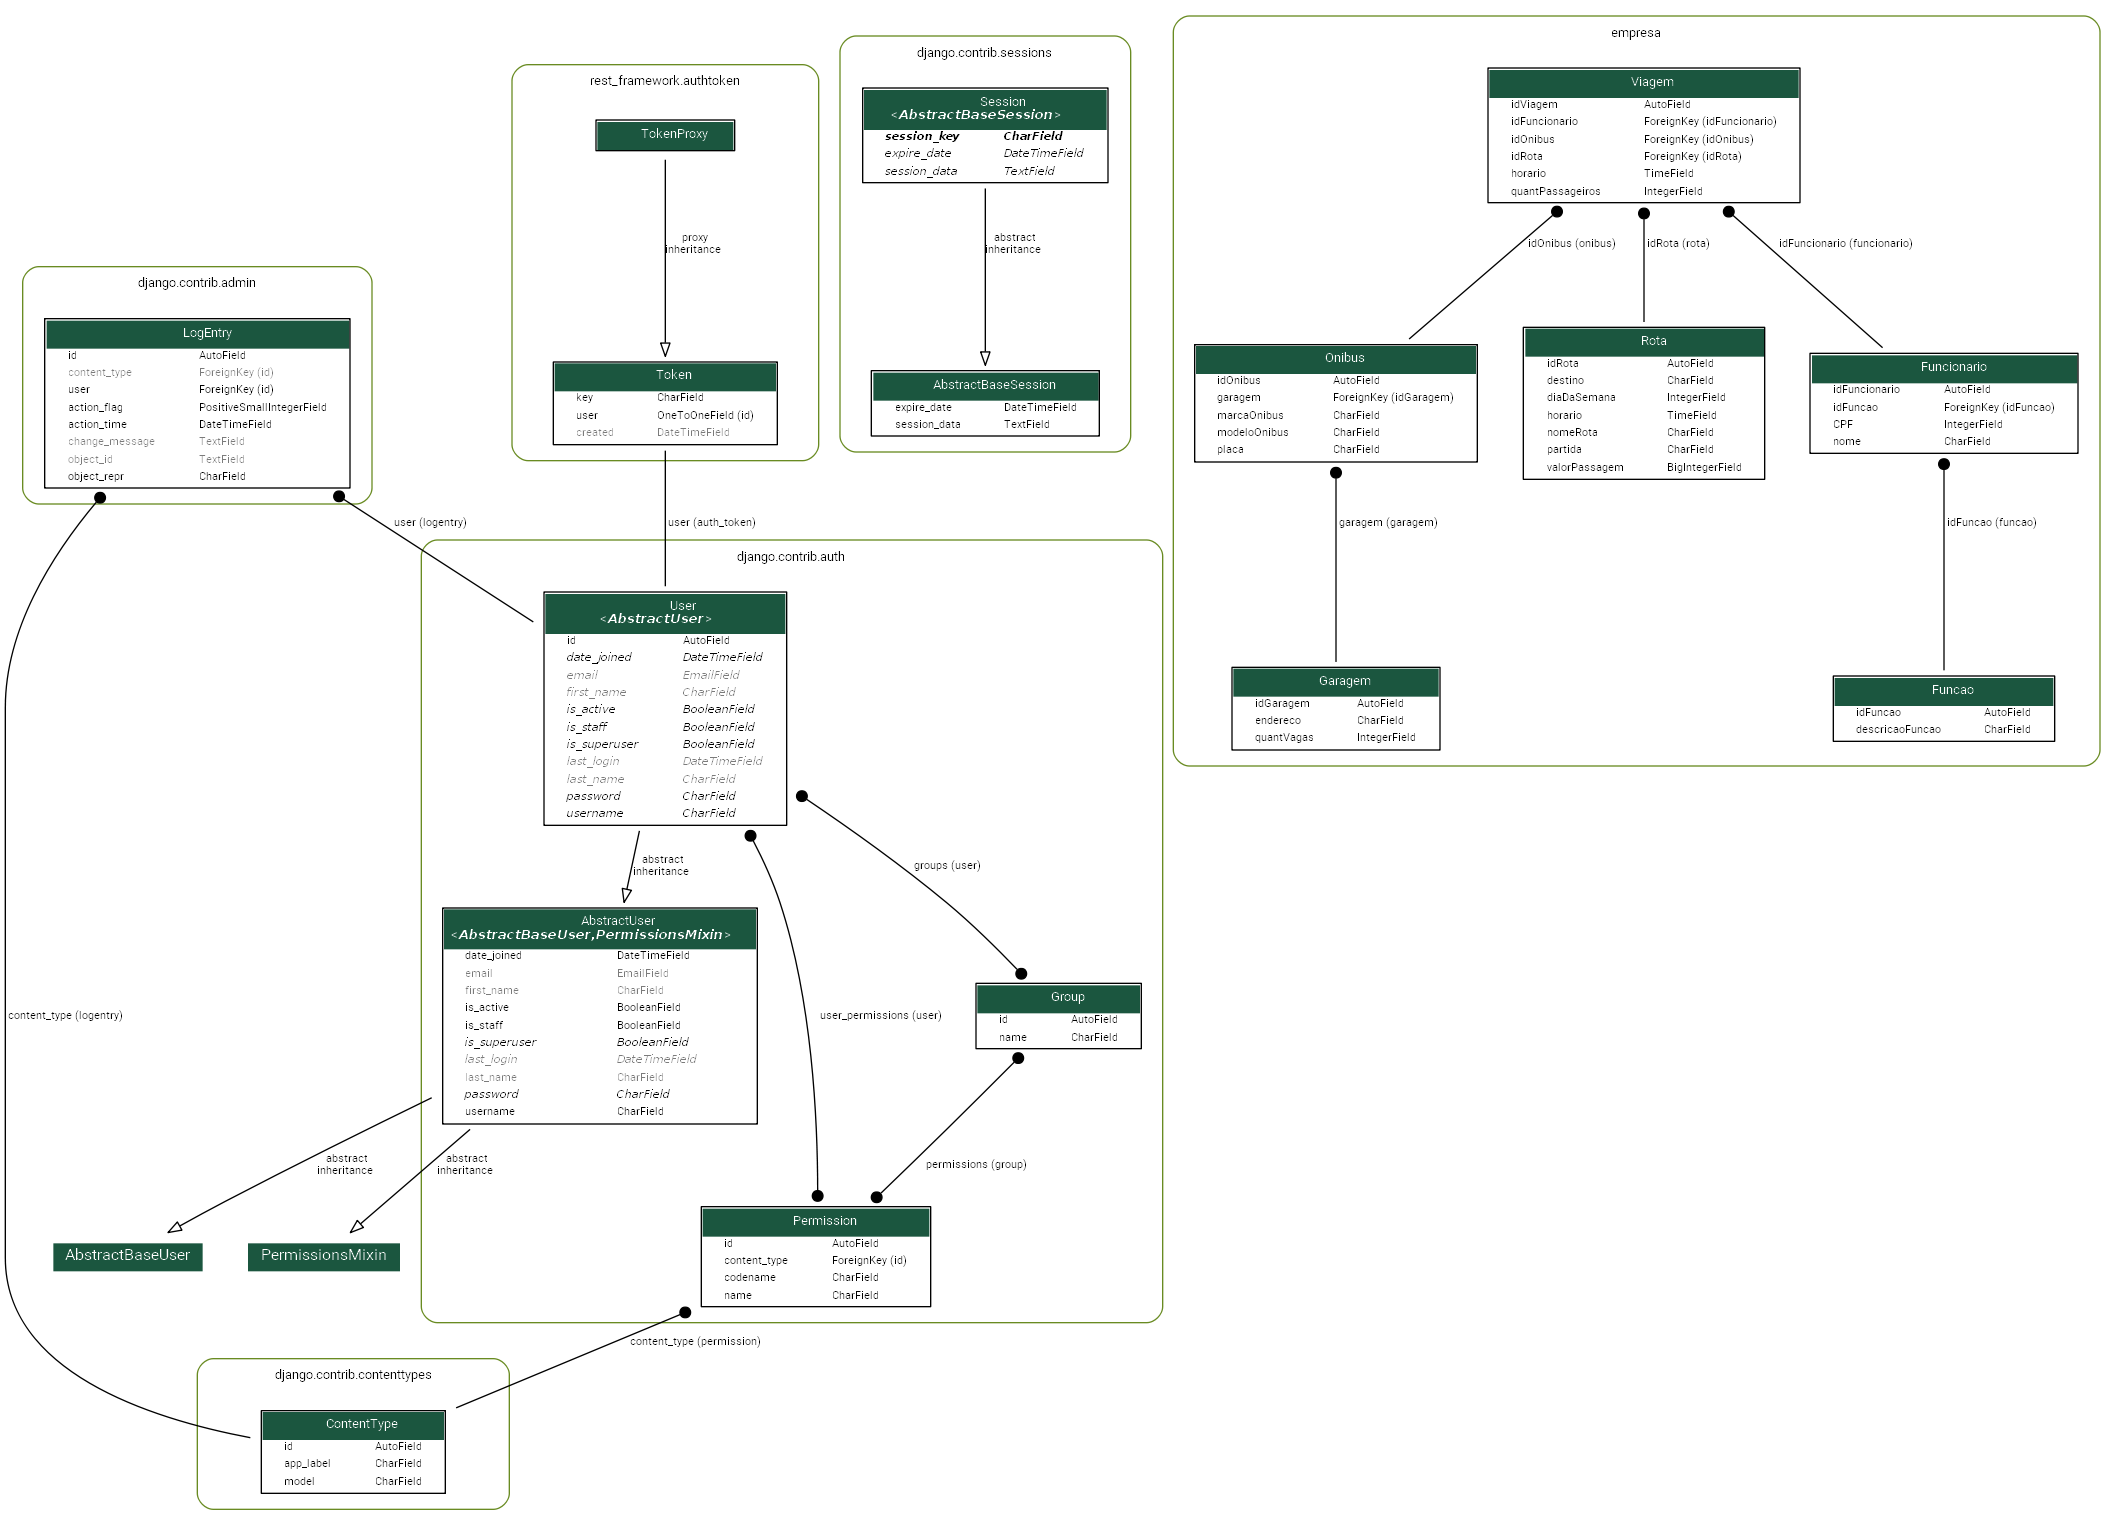 empresa
Viagem
idViagem AutoField
idFuncionario ForeignKey (idFuncionario)
idOnibus ForeignKey (idOnibus)
idRota ForeignKey (idRota)
horario TimeField
quantPassageiros IntegerField
idOnibus (onibus)
idRota (rota)
idFuncionario (funcionario)
Onibus
idOnibus AutoField
garagem ForeignKey (idGaragem)
marcaOnibus CharField
modeloOnibus CharField
placa CharField
Rota
idRota AutoField
destino CharField
diaDaSemana IntegerField
horario TimeField
nomeRota CharField
partida CharField
valorPassagem BigIntegerField
Funcionario
idFuncionario AutoField
idFuncao ForeignKey (idFuncao)
CPF IntegerField
nome CharField
garagem (garagem)
idFuncao (funcao)
Garagem
idGaragem AutoField
endereco CharField
quantVagas IntegerField
Funcao
idFuncao AutoField
descricaoFuncao CharField
django.contrib.sessions
Session
<AbstractBaseSession>
session_key CharField
expire_date DateTimeField
session_data TextField
abstract
inheritance
AbstractBaseSession
expire_date DateTimeField
session_data TextField
rest_framework.authtoken
TokenProxy
proxy
inheritance
Token
key CharField
user OneToOneField (id)
created DateTimeField
user (auth_token)
django.contrib.admin
LogEntry
id AutoField
content_type ForeignKey (id)
user ForeignKey (id)
action_flag PositiveSmallIntegerField
action_time DateTimeField
change_message TextField
object_id TextField
object_repr CharField
user (logentry)
content_type (logentry)
django.contrib.auth
User
<AbstractUser>
id AutoField
date_joined DateTimeField
email EmailField
first_name CharField
is_active BooleanField
is_staff BooleanField
is_superuser BooleanField
last_login DateTimeField
last_name CharField
password CharField
username CharField
abstract
inheritance
groups (user)
user_permissions (user)
AbstractUser
<AbstractBaseUser,PermissionsMixin>
date_joined DateTimeField
email EmailField
first_name CharField
is_active BooleanField
is_staff BooleanField
is_superuser BooleanField
last_login DateTimeField
last_name CharField
password CharField
username CharField
Group
id AutoField
name CharField
permissions (group)
abstract
inheritance
abstract
inheritance
AbstractBaseUser
PermissionsMixin
Permission
id AutoField
content_type ForeignKey (id)
codename CharField
name CharField
content_type (permission)
django.contrib.contenttypes
ContentType
id AutoField
app_label CharField
model CharField